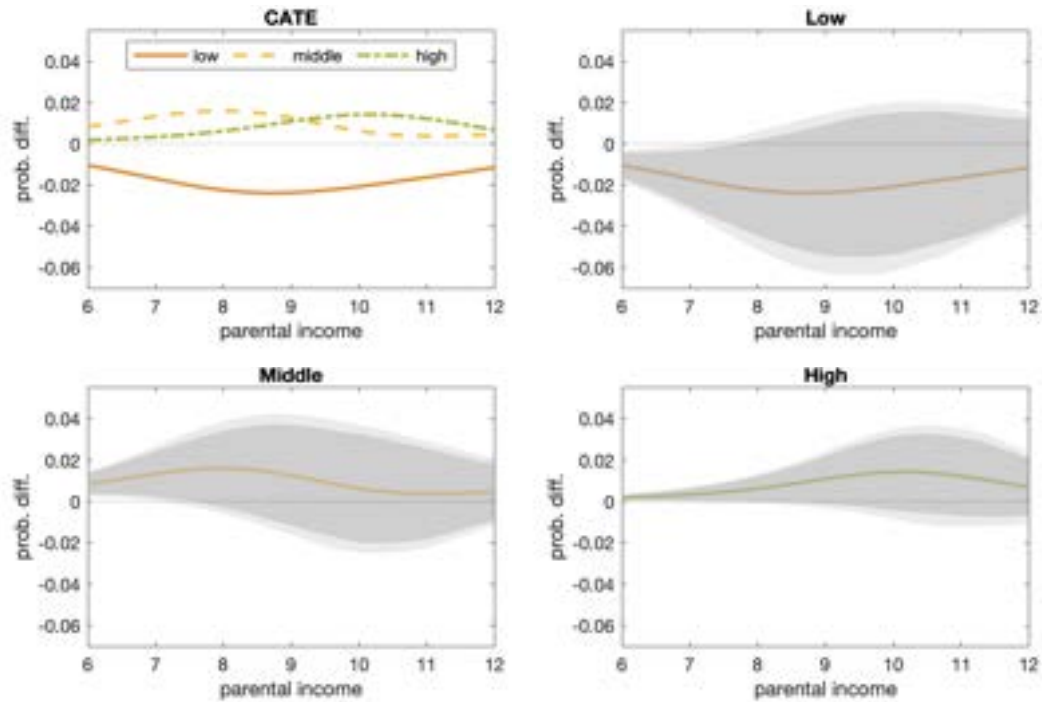 CATE
low middle high
0.04
0.02
0
-0.02
-0.04
-0.06
prob. diff.
6 7 8 9 10 11 12
parental income
Low
0.04
0.02
0
-0.02
-0.04
-0.06
prob. diff.
6 7 8 9 10 11 12
parental income
Middle
0.04
0.02
0
-0.02
-0.04
-0.06
prob. diff.
6 7 8 9 10 11 12
parental income
High
0.04
0.02
0
-0.02
-0.04
-0.06
prob. diff.
6 7 8 9 10 11 12
parental income